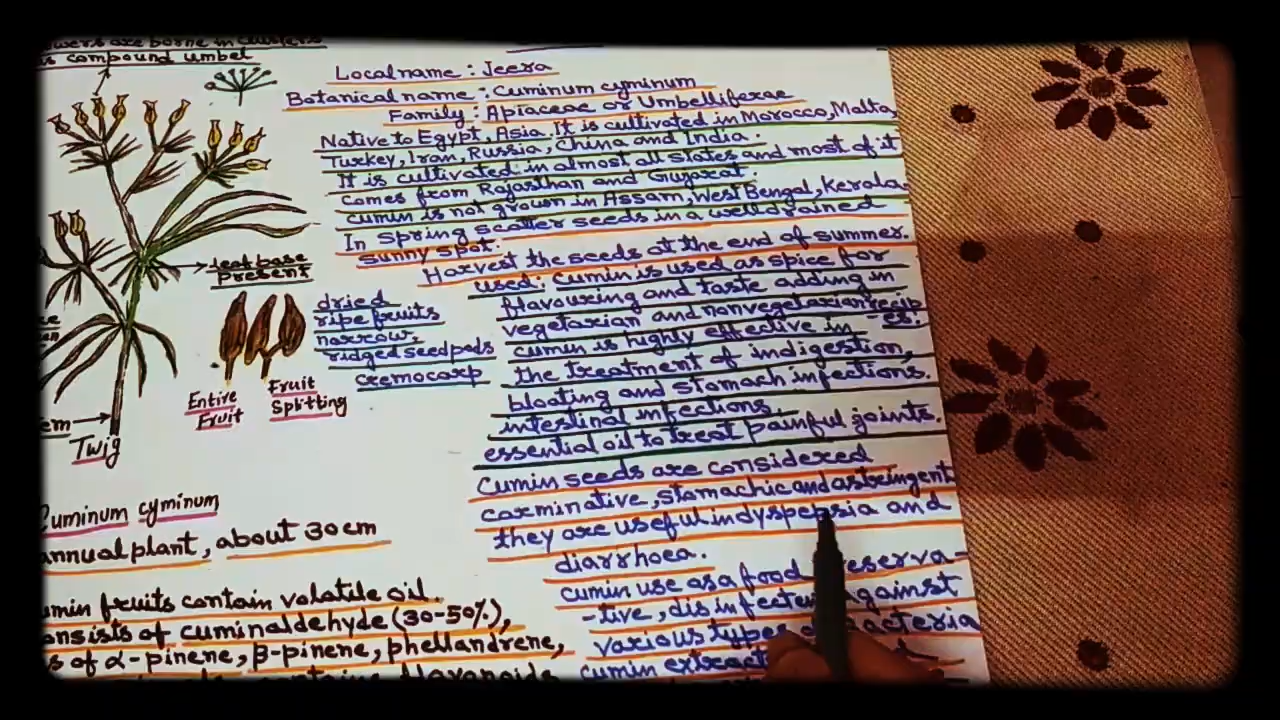 are borne in clusters
as compound umbel
Local name : Jeera
Botanical name : Cuminum cyminum
Family : Apiaceae or Umbelliferae
Native to Egypt, Asia. It is cultivated in Morocco, Malta,
Turkey, Iran, Russia, China and India.
It is cultivated in almost all states and most of it
comes from Rajasthan and Gujarat.
cumin is not grown in Assam, West Bengal, Kerala.
In spring scatter seeds in a well drained
sunny spot.
Harvest the seeds at the end of summer.
leaf base
present
used : Cumin is used as spice for
flavouring and taste adding in
vegetarian and nonvegetarian recip
-es.
cumin is highly effective in
the treatment of indigestion,
bloating and stomach infections.
intestinal infections.
essential oil to treat painful joints.
Cumin seeds are considered
carminative, stomachic and astringent
they are useful in dyspepsia and
diarrhoea.
cumin use as a food
-tive,
various types
cumin extract
dried
ripe fruits
narrow,
ridged seed pods
cremocarp
Entire
Fruit
Fruit
Splitting
Twig
Cuminum cyminum
annual plant, about 30 cm
fruits contain volatile oil.
of cuminaldehyde (30-50%),
of α-pinene, β-pinene, phellandrene,